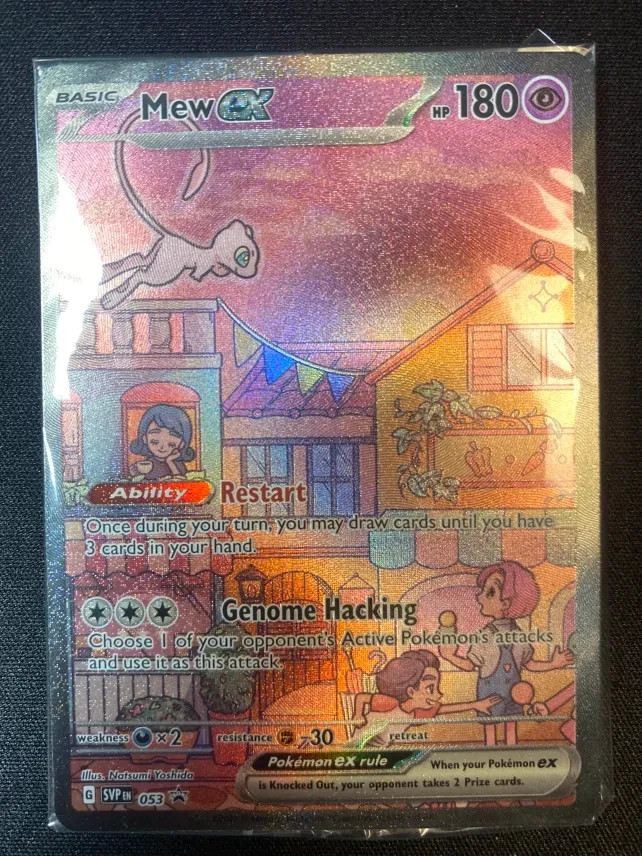 BASIC Mew ex HP 180
Ability Restart
Once during your turn, you may draw cards until you have
3 cards in your hand.
Genome Hacking
Choose 1 of your opponent's Active Pokémon's attacks
and use it as this attack.
weakness ×2 resistance -30 retreat
Pokémon ex rule When your Pokémon ex
is Knocked Out, your opponent takes 2 Prize cards.
Illus. Natsumi Yoshida
G SVP EN 053